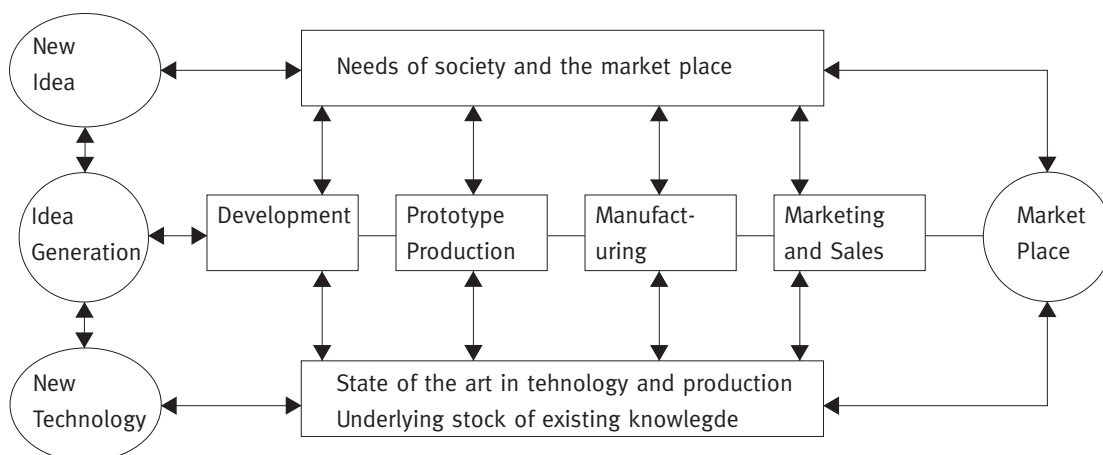 New
Idea
Needs of society and the market place
Idea
Generation
Development
Prototype
Production
Manufact-
uring
Marketing
and Sales
Market
Place
New
Technology
State of the art in tehnology and production
Underlying stock of existing knowlegde